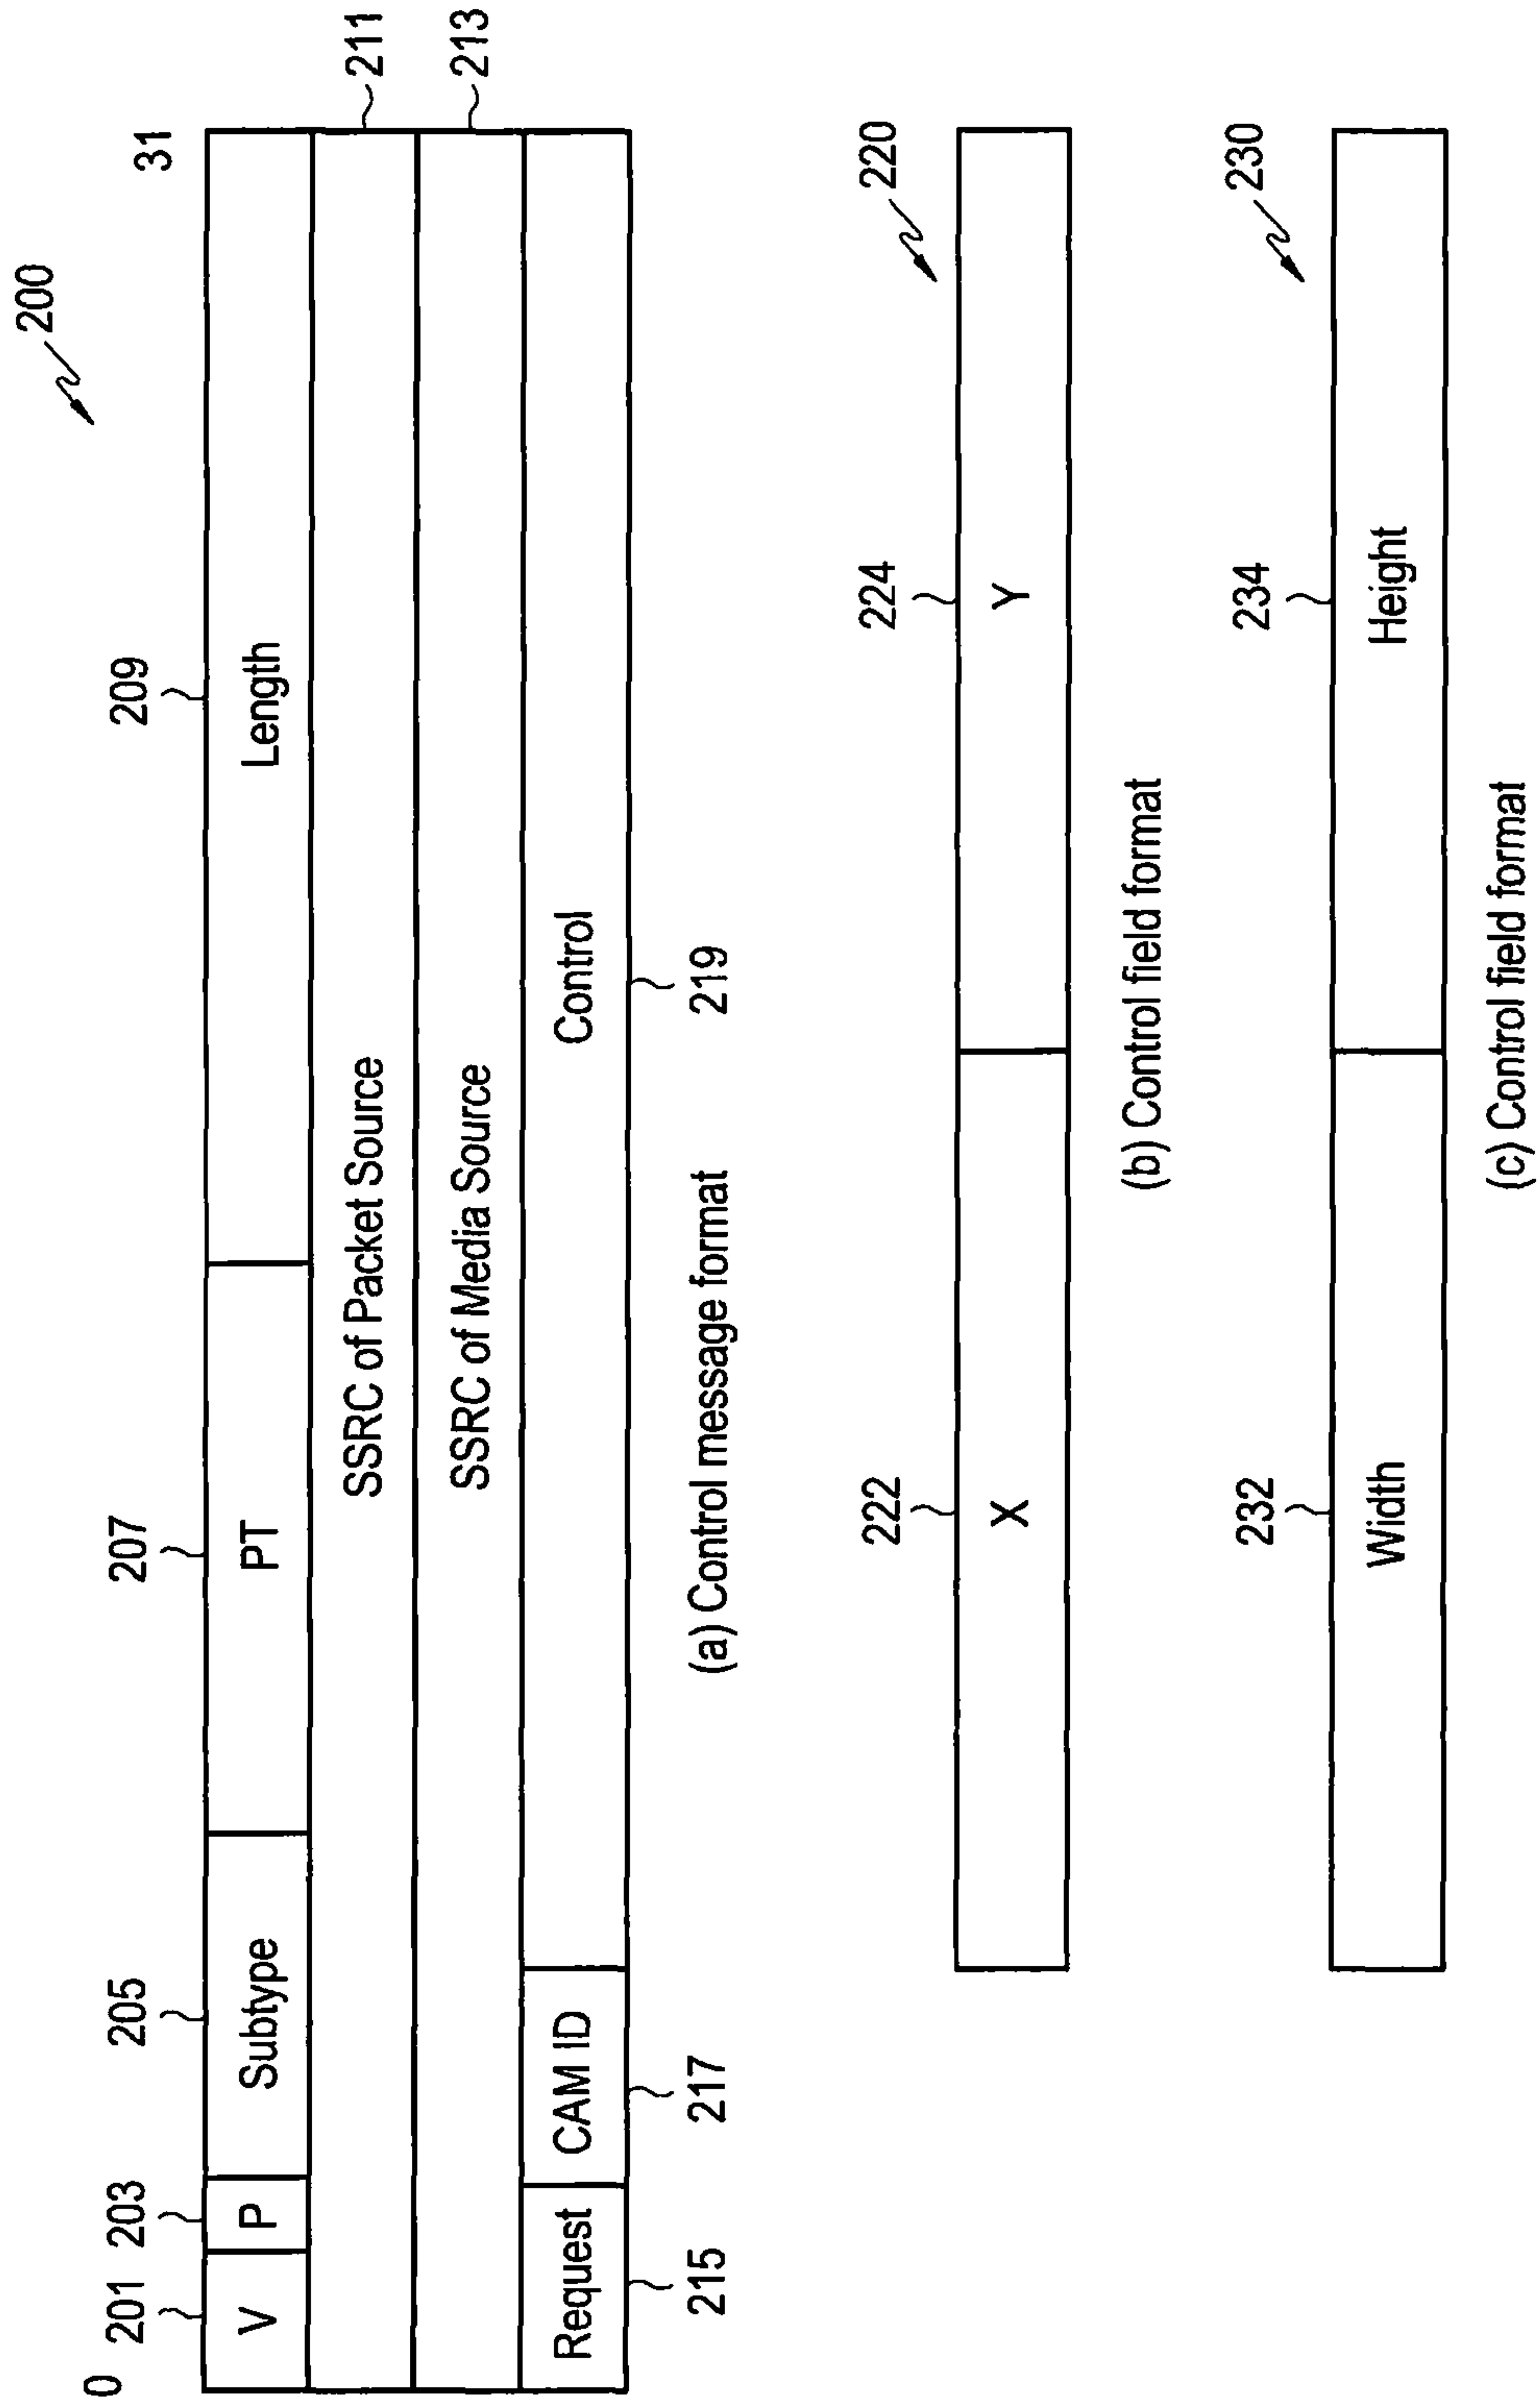 200
0 201 203 205 207 209 31
V P Subtype PT Length
SSRC of Packet Source 211
SSRC of Media Source 213
Request CAM ID Control
215 217 219
(a) Control message format
222 224 220
X Y
(b) Control field format
232 234 230
Width Height
(c) Control field format